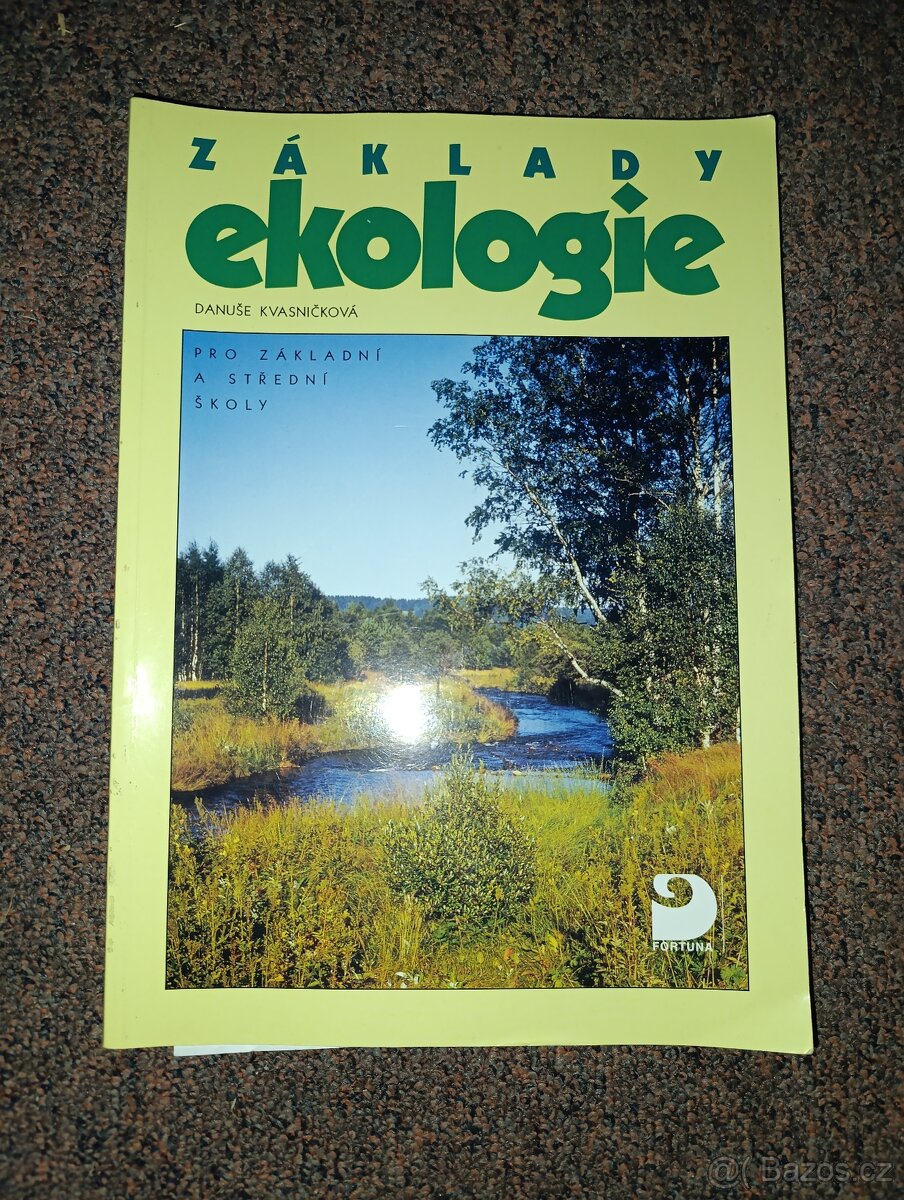 ZÁKLADY
ekologie
DANUŠE KVASNIČKOVÁ
PRO ZÁKLADNÍ
A STŘEDNÍ
ŠKOLY
FORTUNA
@( Bazos.cz